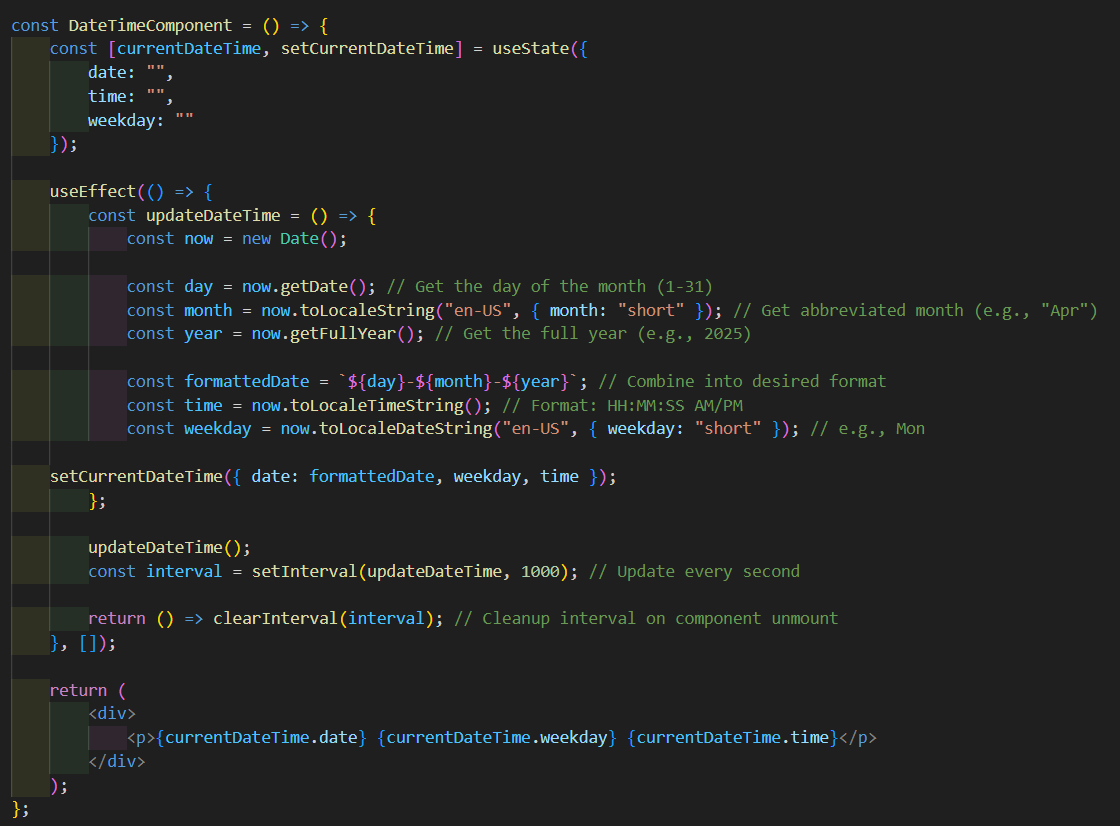 const DateTimeComponent = () => {
    const [currentDateTime, setCurrentDateTime] = useState({
        date: "",
        time: "",
        weekday: ""
    });

    useEffect(() => {
        const updateDateTime = () => {
            const now = new Date();

            const day = now.getDate(); // Get the day of the month (1-31)
            const month = now.toLocaleString("en-US", { month: "short" }); // Get abbreviated month (e.g., "Apr")
            const year = now.getFullYear(); // Get the full year (e.g., 2025)

            const formattedDate = `${day}-${month}-${year}`; // Combine into desired format
            const time = now.toLocaleTimeString(); // Format: HH:MM:SS AM/PM
            const weekday = now.toLocaleDateString("en-US", { weekday: "short" }); // e.g., Mon

    setCurrentDateTime({ date: formattedDate, weekday, time });
        };

        updateDateTime();
        const interval = setInterval(updateDateTime, 1000); // Update every second

        return () => clearInterval(interval); // Cleanup interval on component unmount
    }, []);

    return (
        <div>
            <p>{currentDateTime.date} {currentDateTime.weekday} {currentDateTime.time}</p>
        </div>
    );
};